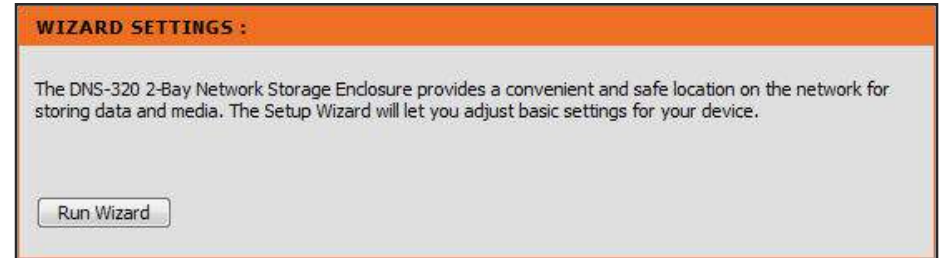 WIZARD SETTINGS :
The DNS-320 2-Bay Network Storage Enclosure provides a convenient and safe location on the network for
storing data and media. The Setup Wizard will let you adjust basic settings for your device.
Run Wizard